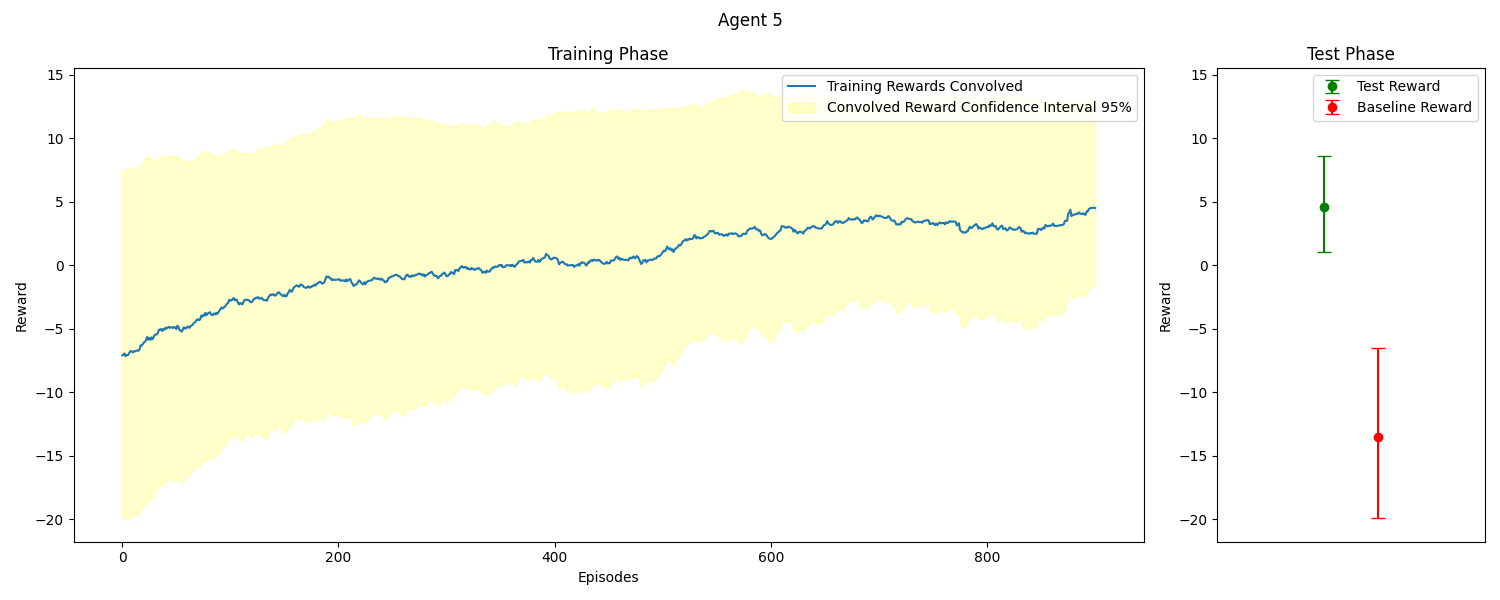 Agent 5
Training Phase
Training Rewards Convolved
Convolved Reward Confidence Interval 95%
15
10
5
0
−5
−10
−15
−20
Reward
0
200
400
600
800
Episodes
Test Phase
Test Reward
Baseline Reward
15
10
5
0
−5
−10
−15
−20
Reward